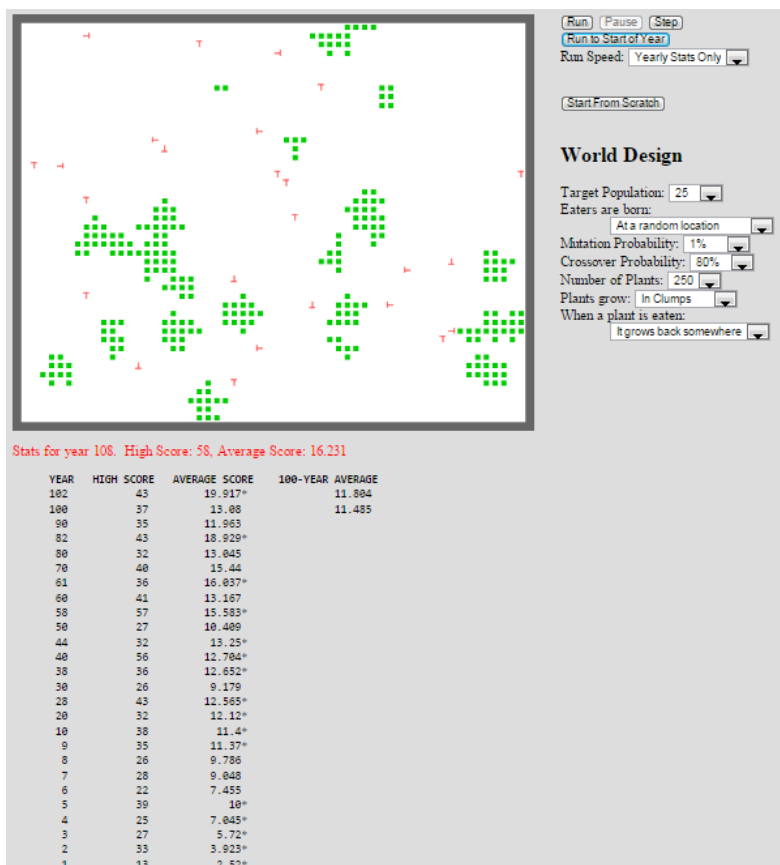 Run Pause Step
Run to Start of Year
Run Speed: Yearly Stats Only
Start From Scratch
World Design
Target Population: 25
Eaters are born:
At a random location
Mutation Probability: 1%
Crossover Probability: 80%
Number of Plants: 250
Plants grow: In Clumps
When a plant is eaten:
It grows back somewhere
Stats for year 108. High Score: 58, Average Score: 16.231
YEAR HIGH SCORE AVERAGE SCORE 100-YEAR AVERAGE
102 43 19.917* 11.804
100 37 13.08 11.485
90 35 11.963
82 43 18.929*
80 32 13.045
70 40 15.44
61 36 16.037*
60 41 13.167
58 57 15.583*
50 27 10.409
44 32 13.25*
40 56 12.704*
38 36 12.652*
30 26 9.179
28 43 12.565*
20 32 12.12*
10 38 11.4*
9 35 11.37*
8 26 9.786
7 28 9.048
6 22 7.455
5 39 10*
4 25 7.045*
3 27 5.72*
2 33 3.923*
1 13 2.52*